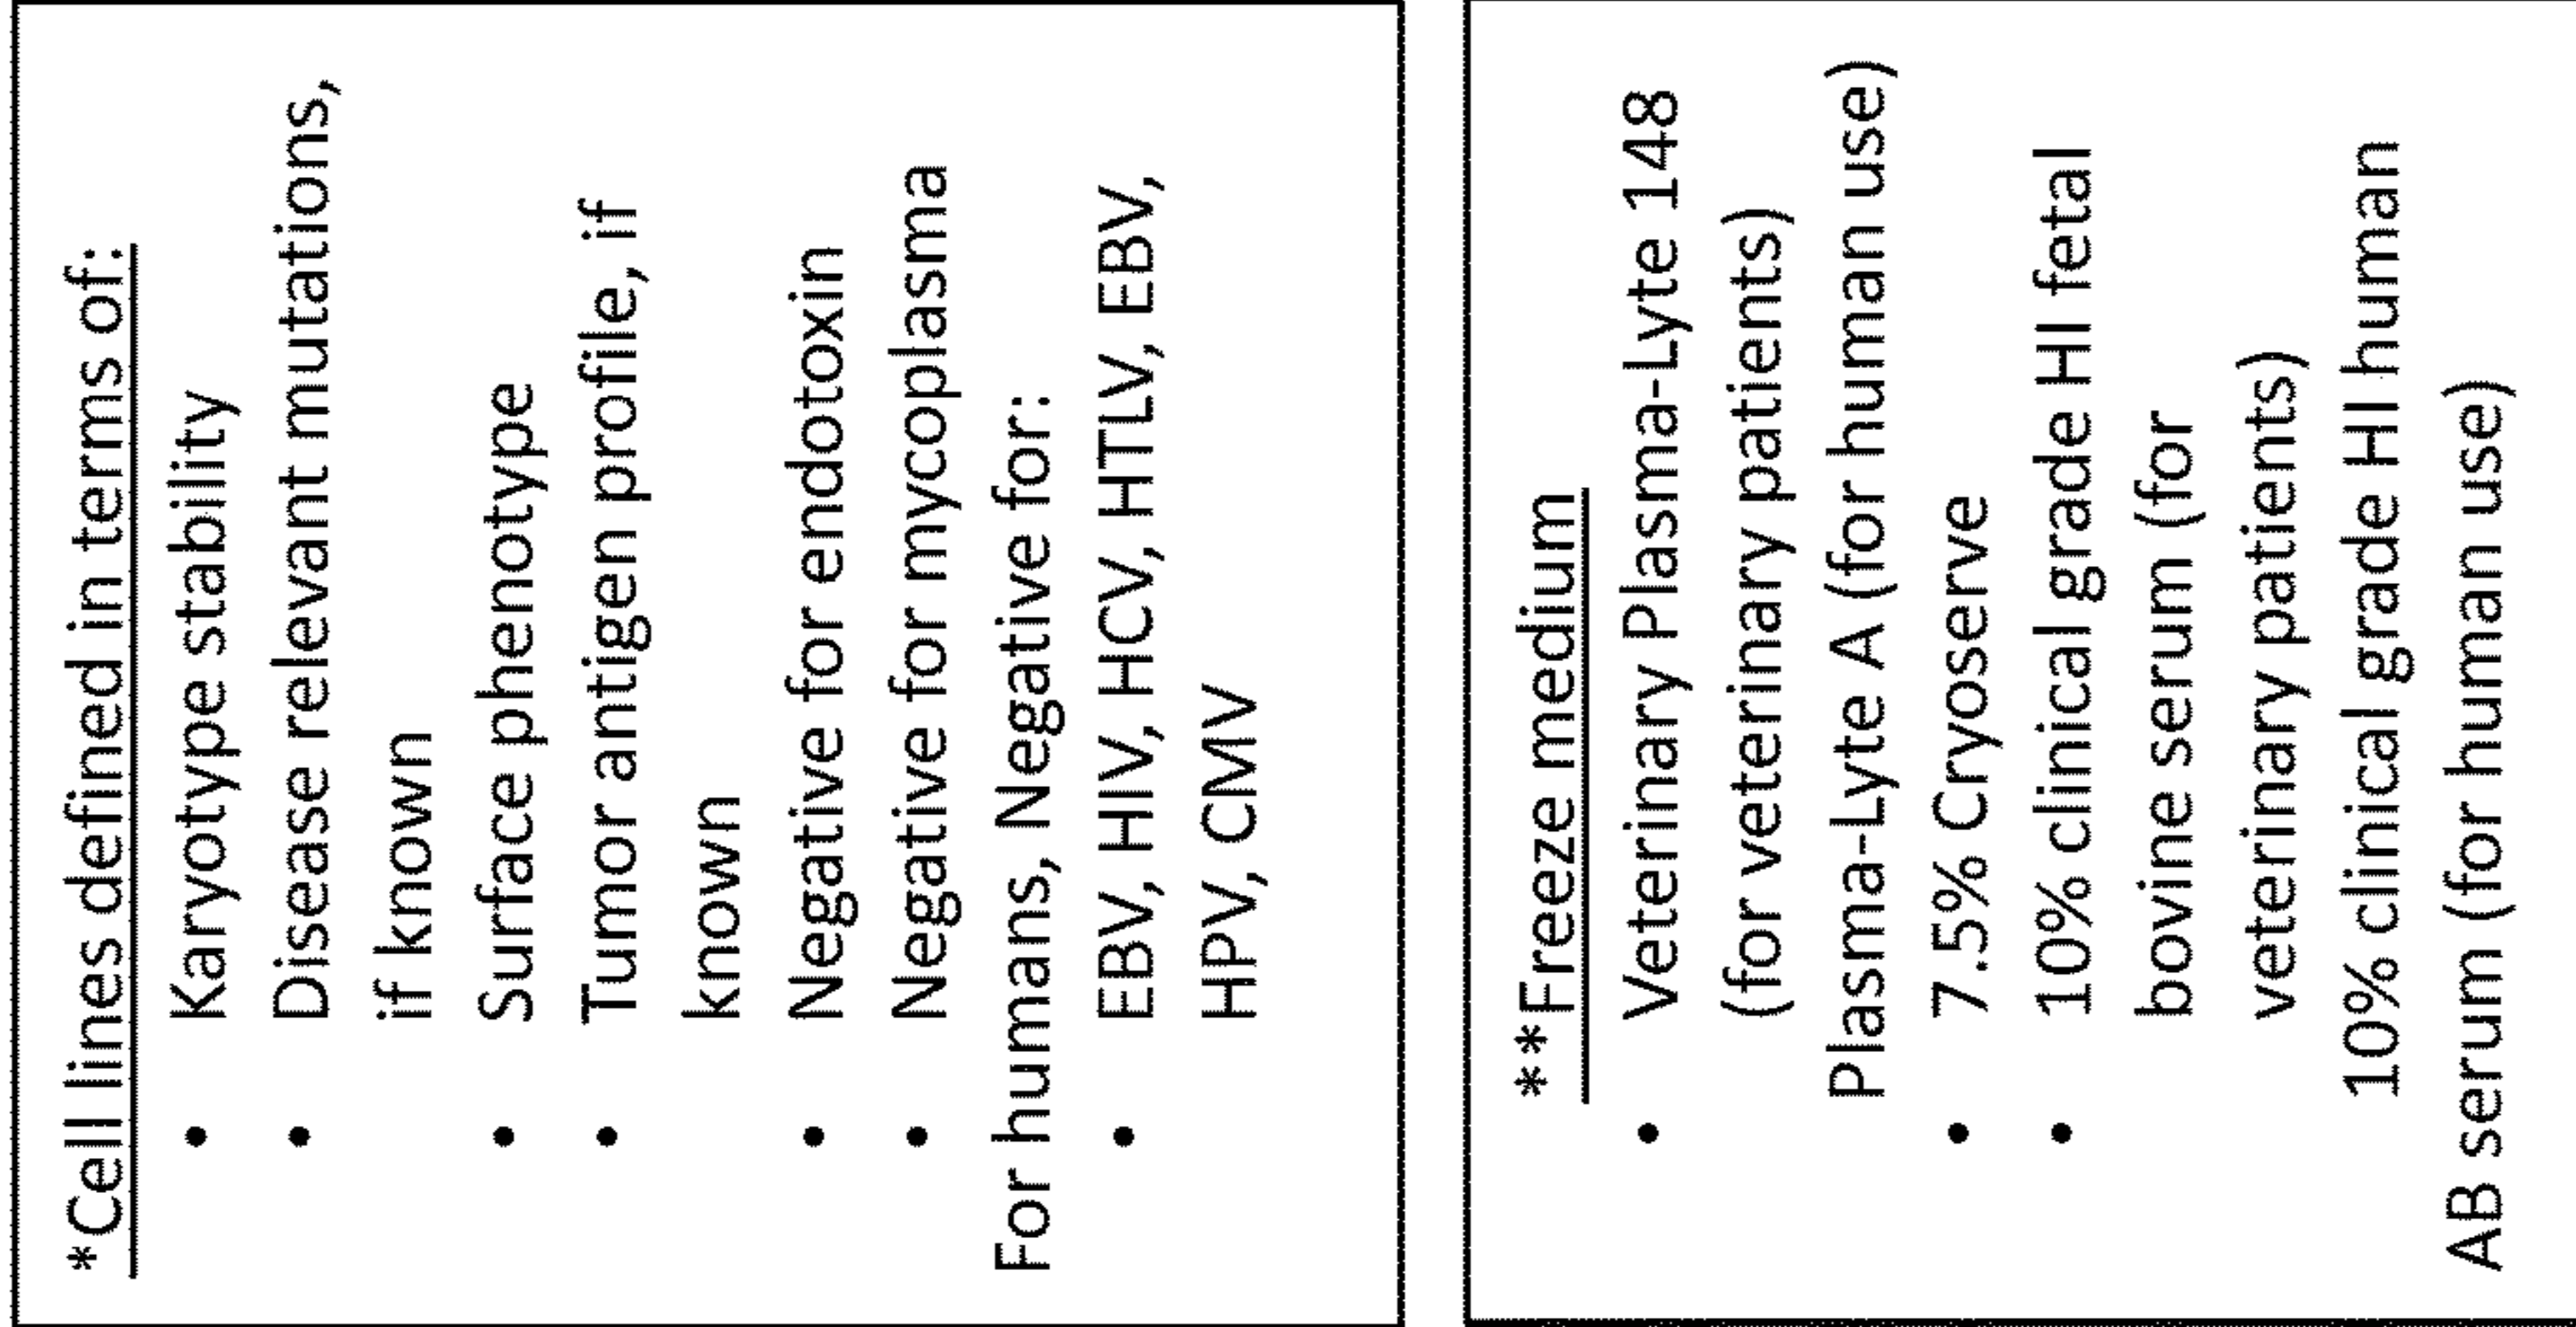 *Cell lines defined in terms of:
• Karyotype stability
• Disease relevant mutations,
if known
• Surface phenotype
• Tumor antigen profile, if
known
• Negative for endotoxin
• Negative for mycoplasma
For humans, Negative for:
• EBV, HIV, HCV, HTLV, EBV,
HPV, CMV
**Freeze medium
• Veterinary Plasma-Lyte 148
(for veterinary patients)
Plasma-Lyte A (for human use)
• 7.5% Cryoserve
• 10% clinical grade HI fetal
bovine serum (for
veterinary patients)
10% clinical grade HI human
AB serum (for human use)